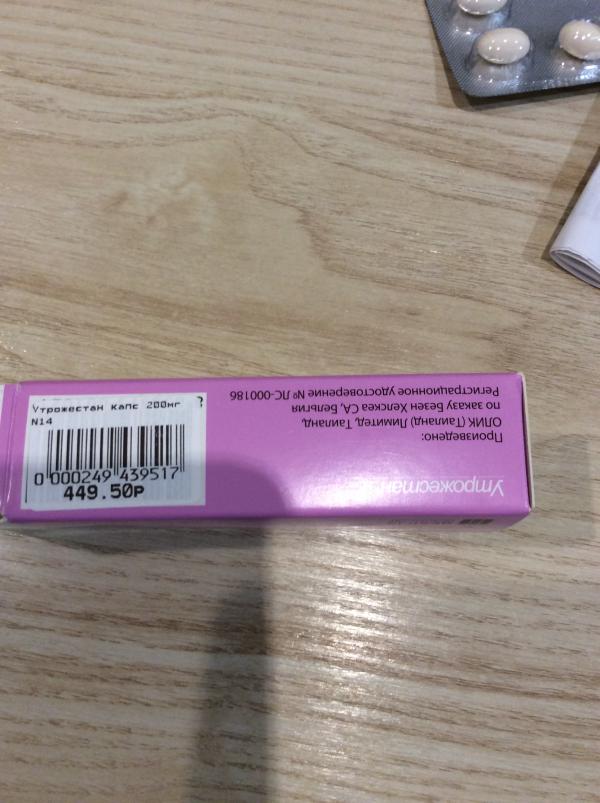 Утрожестан капс 200мг
N14
0 000249 439517
449.50Р
Утрожестан
Произведено:
ОЛИК (Таиланд) Лимитед, Таиланд,
по заказу Безен Хелскеа СА, Бельгия
Регистрационное удостоверение № ЛС-000186